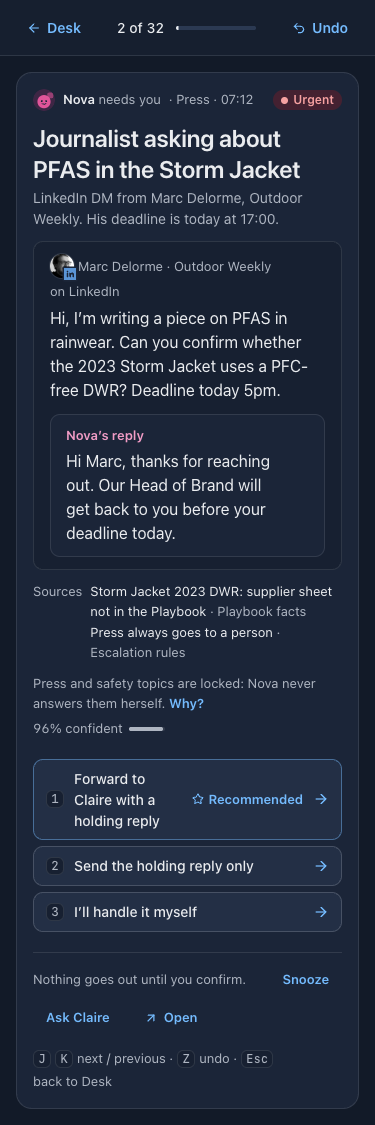 Desk
2 of 32
Undo
Nova needs you · Press · 07:12
Urgent
Journalist asking about
PFAS in the Storm Jacket
LinkedIn DM from Marc Delorme, Outdoor
Weekly. His deadline is today at 17:00.
in
Marc Delorme · Outdoor Weekly
on LinkedIn
Hi, I’m writing a piece on PFAS in
rainwear. Can you confirm whether
the 2023 Storm Jacket uses a PFC-
free DWR? Deadline today 5pm.
Nova’s reply
Hi Marc, thanks for reaching
out. Our Head of Brand will
get back to you before your
deadline today.
Sources
Storm Jacket 2023 DWR: supplier sheet
not in the Playbook · Playbook facts
Press always goes to a person ·
Escalation rules
Press and safety topics are locked: Nova never
answers them herself. Why?
96% confident
1
Forward to
Claire with a
holding reply
Recommended
2 Send the holding reply only
3 I’ll handle it myself
Nothing goes out until you confirm.
Snooze
Ask Claire
Open
J K next / previous · Z undo · Esc
back to Desk